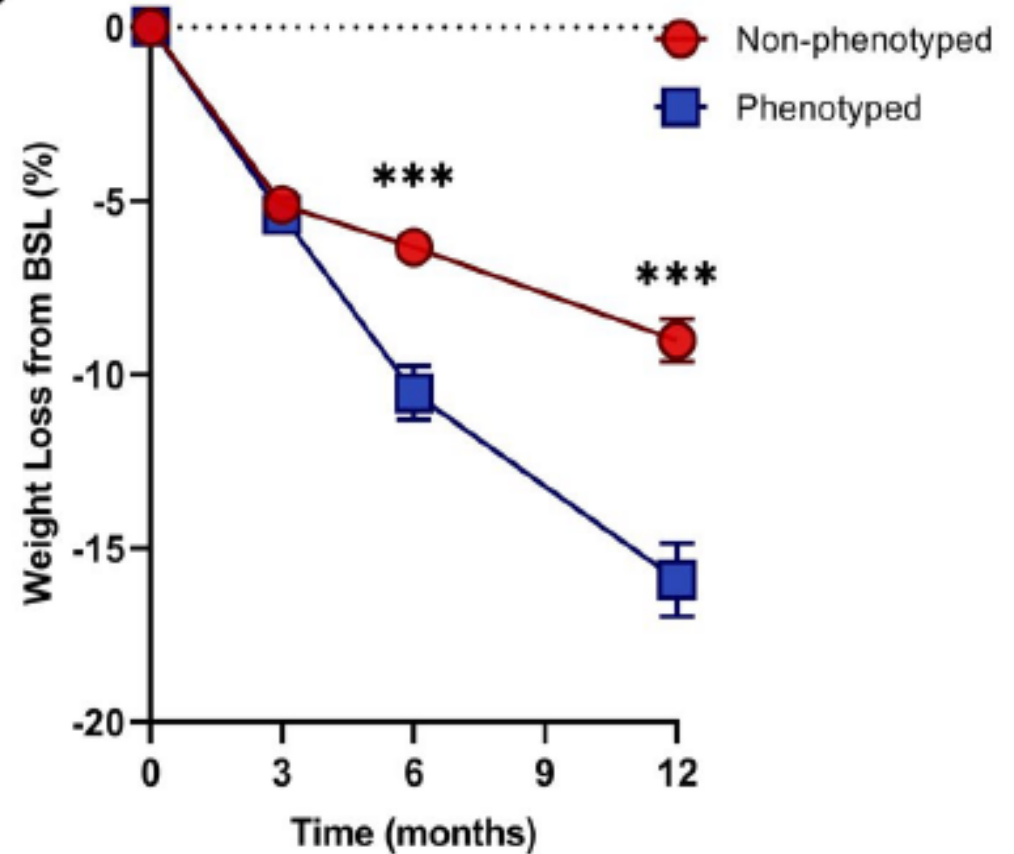 0
Non-phenotyped
Phenotyped
***
-5
***
-10
-15
-20
0 3 6 9 12
Weight Loss from BSL (%)
Time (months)